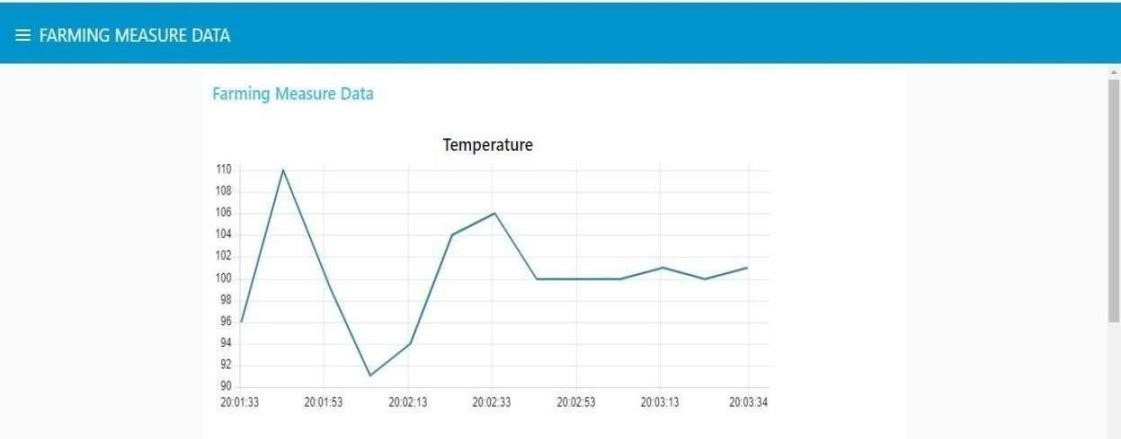 ☰ FARMING MEASURE DATA
Farming Measure Data
Temperature
110
108
106
104
102
100
98
96
94
92
90
20:01:33 20:01:53 20:02:13 20:02:33 20:02:53 20:03:13 20:03:34